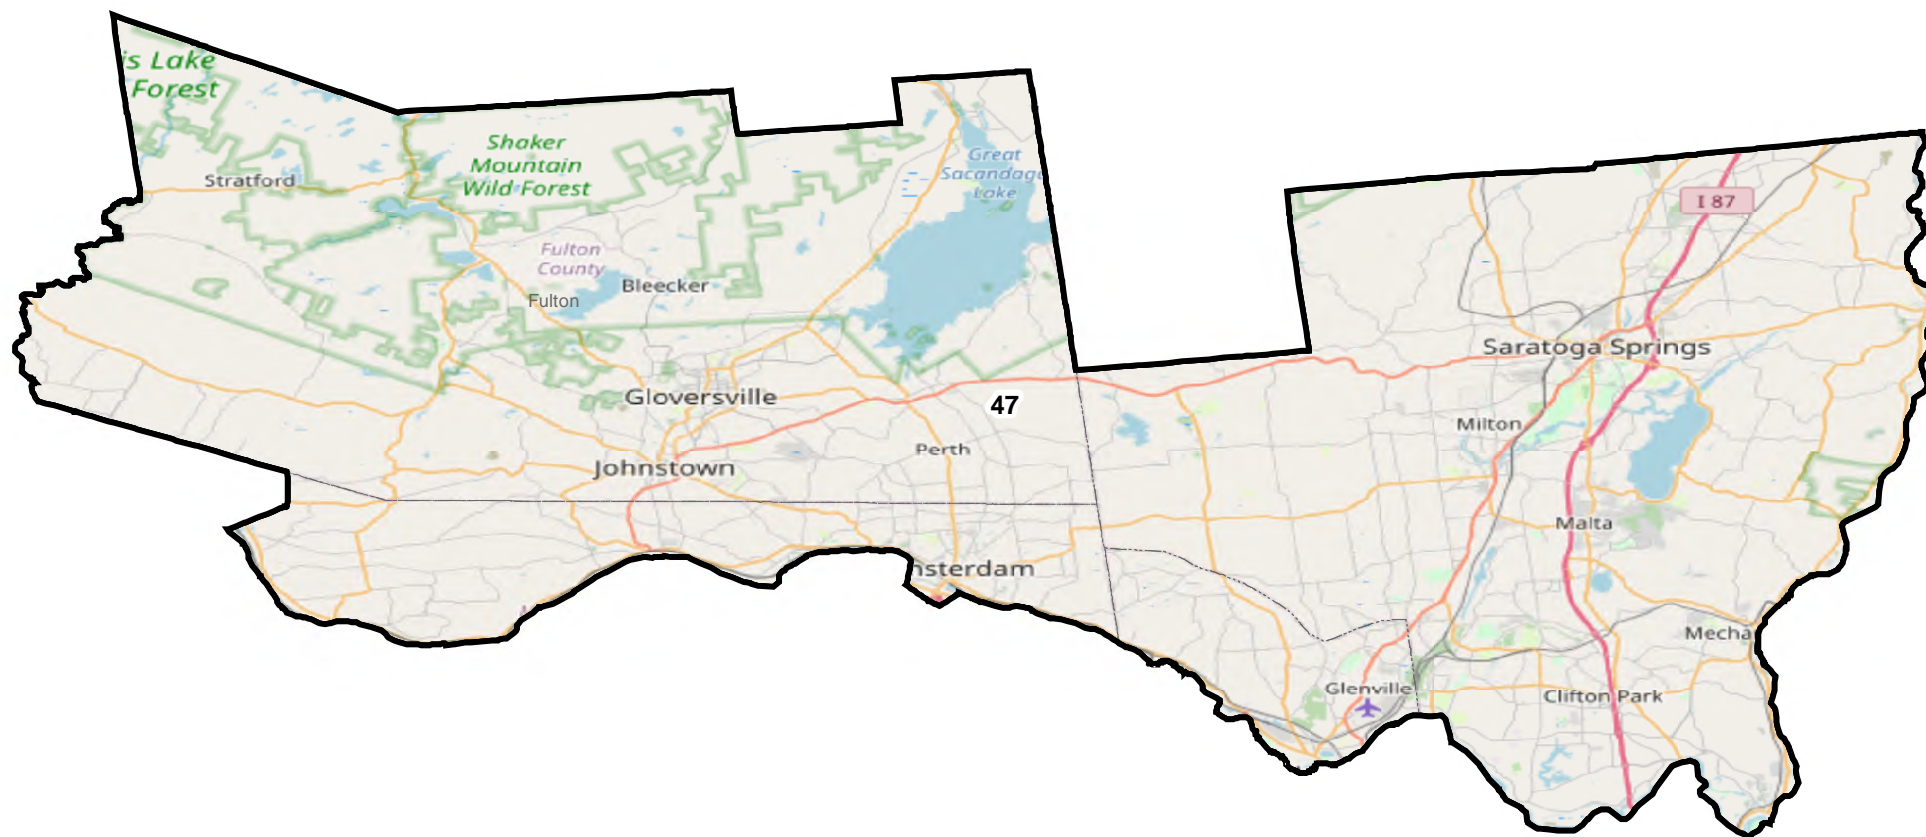 is Lake
Forest
Shaker
Mountain
Wild Forest
Great
Sacandaga
Lake
Stratford
I 87
Fulton
County
Bleecker
Fulton
Saratoga Springs
Gloversville
47
Milton
Perth
Johnstown
Malta
nsterdam
Mecha
Glenville
Clifton Park